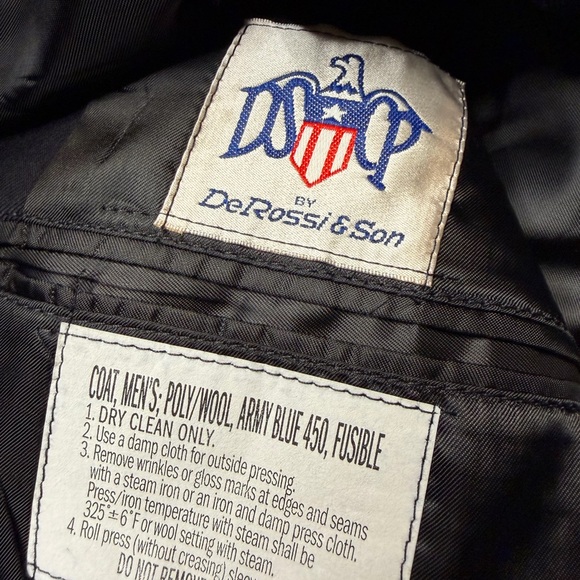 DSCP
BY
DeRossi & Son
COAT, MEN'S; POLY/WOOL, ARMY BLUE 450, FUSIBLE
1. DRY CLEAN ONLY.
2. Use a damp cloth for outside pressing.
3. Remove wrinkles or gloss marks at edges and seams
with a steam iron or an iron and damp press cloth.
Press/iron temperature with steam shall be
325°±6°F or wool setting with steam.
4. Roll press (without creasing)
DO NOT REMOVE